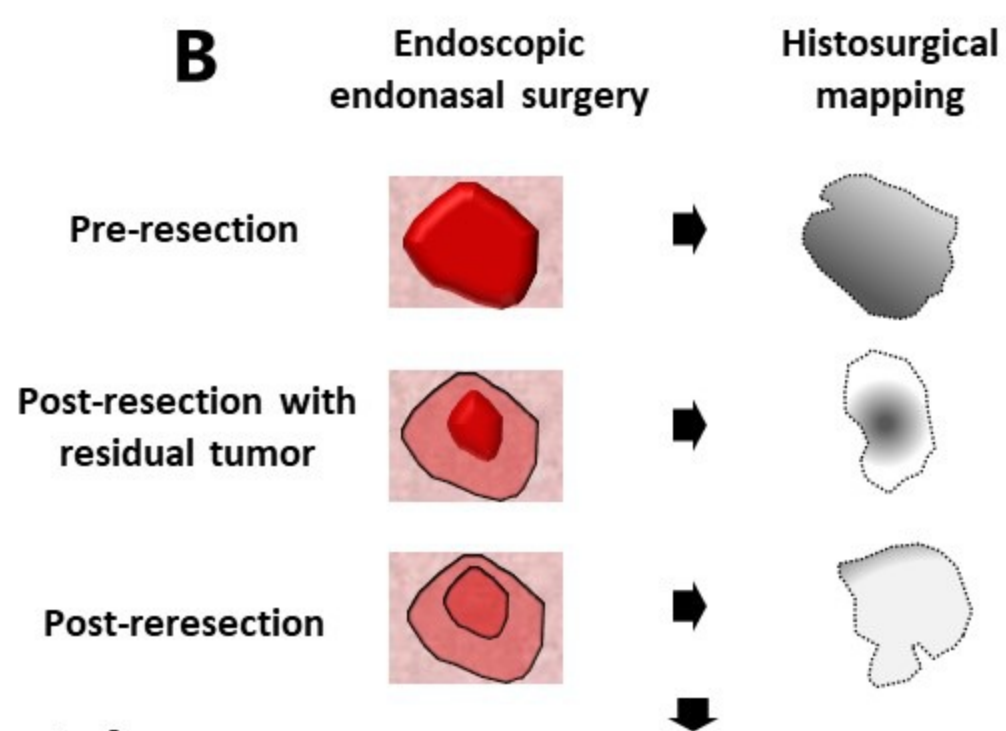 B
Endoscopic
endonasal surgery
Histosurgical
mapping
Pre-resection
Post-resection with
residual tumor
Post-reresection